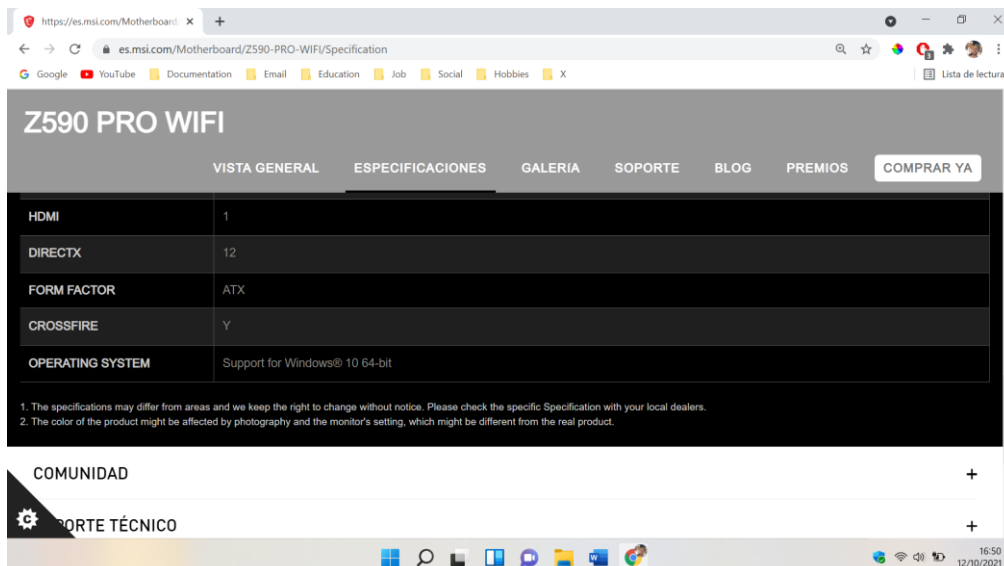 https://es.msi.com/Motherboard
es.msi.com/Motherboard/Z590-PRO-WIFI/Specification
Google YouTube Documentation Email Education Job Social Hobbies X Lista de lectura
Z590 PRO WIFI
VISTA GENERAL ESPECIFICACIONES GALERÍA SOPORTE BLOG PREMIOS COMPRAR YA
HDMI 1
DIRECTX 12
FORM FACTOR ATX
CROSSFIRE Y
OPERATING SYSTEM Support for Windows® 10 64-bit
1. The specifications may differ from areas and we keep the right to change without notice. Please check the specific Specification with your local dealers.
2. The color of the product might be affected by photography and the monitor's setting, which might be different from the real product.
COMUNIDAD +
PORTE TÉCNICO +
16:50
12/10/2021